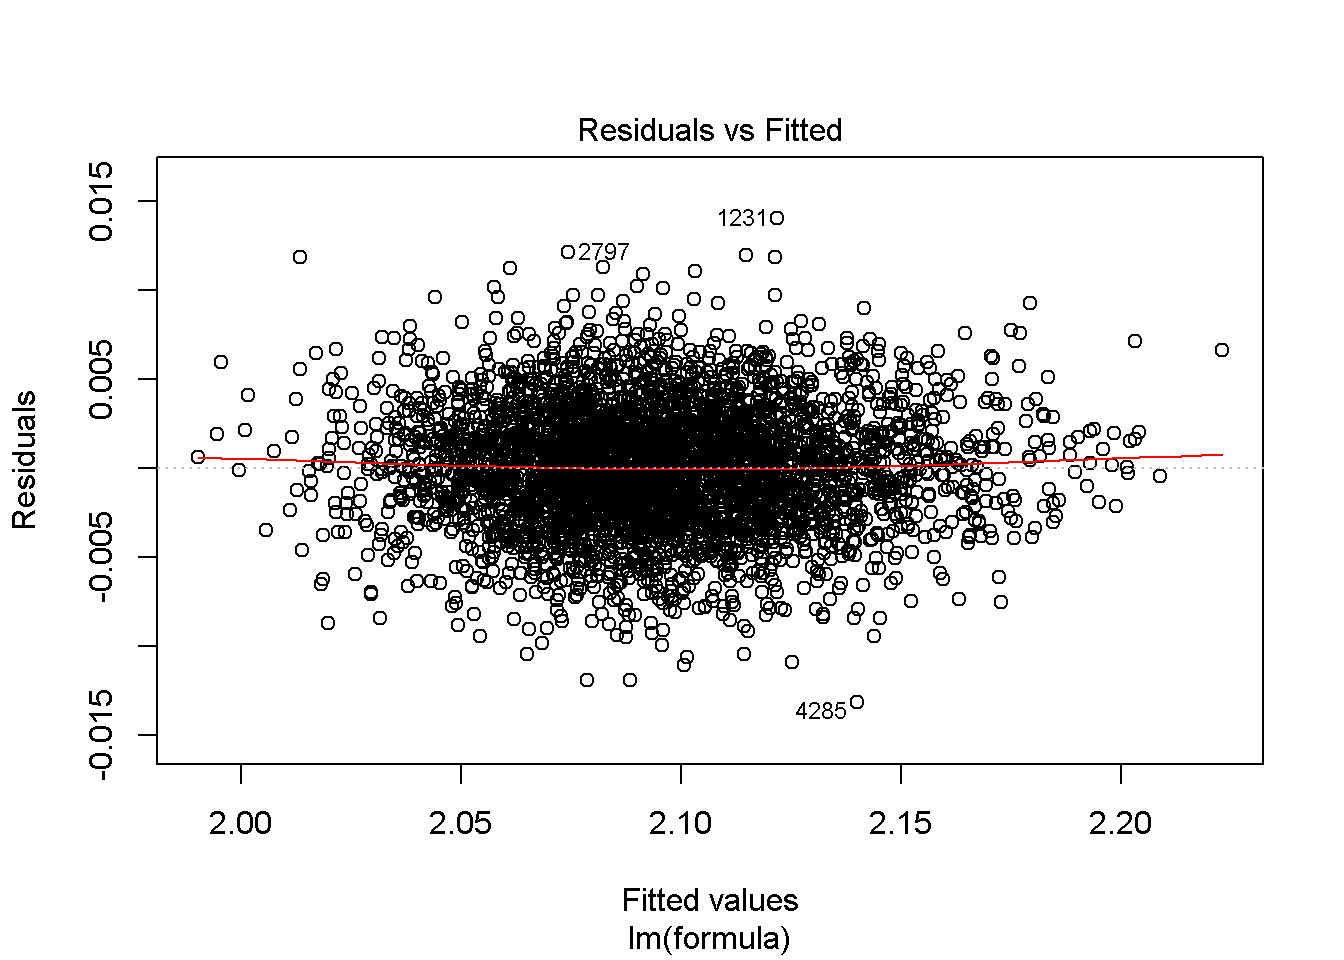 Residuals vs Fitted
Residuals
0.015
0.005
-0.005
-0.015
1231
2797
4285
2.00 2.05 2.10 2.15 2.20
Fitted values
lm(formula)